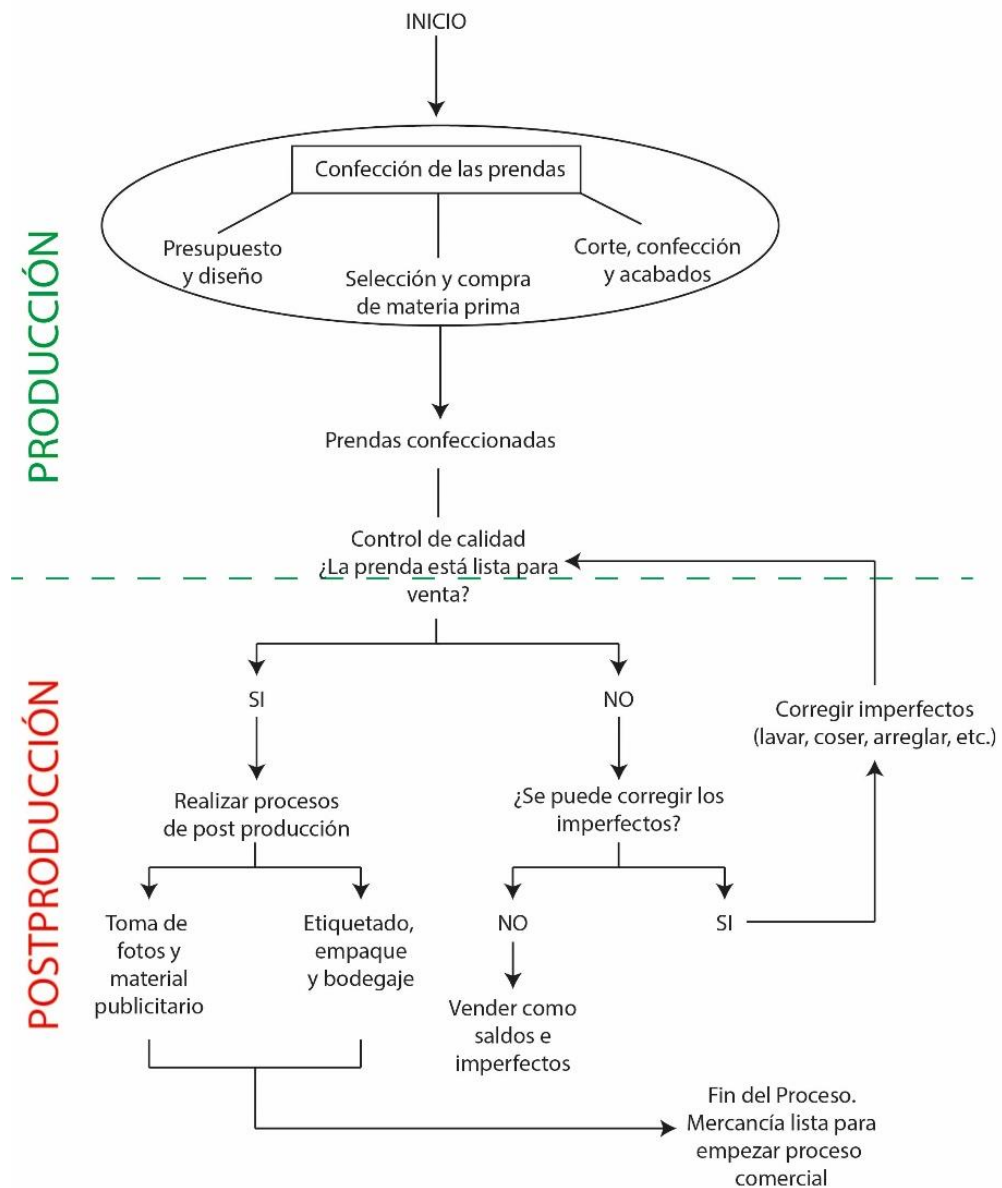 INICIO
PRODUCCIÓN
Confección de las prendas
Presupuesto
y diseño
Selección y compra
de materia prima
Corte, confección
y acabados
Prendas confeccionadas
Control de calidad
¿La prenda está lista para
venta?
POSTPRODUCCIÓN
SI
NO
Corregir imperfectos
(lavar, coser, arreglar, etc.)
Realizar procesos
de post producción
¿Se puede corregir los
imperfectos?
Toma de
fotos y
material
publicitario
Etiquetado,
empaque
y bodegaje
NO
SI
Vender como
saldos e
imperfectos
Fin del Proceso.
Mercancía lista para
empezar proceso
comercial